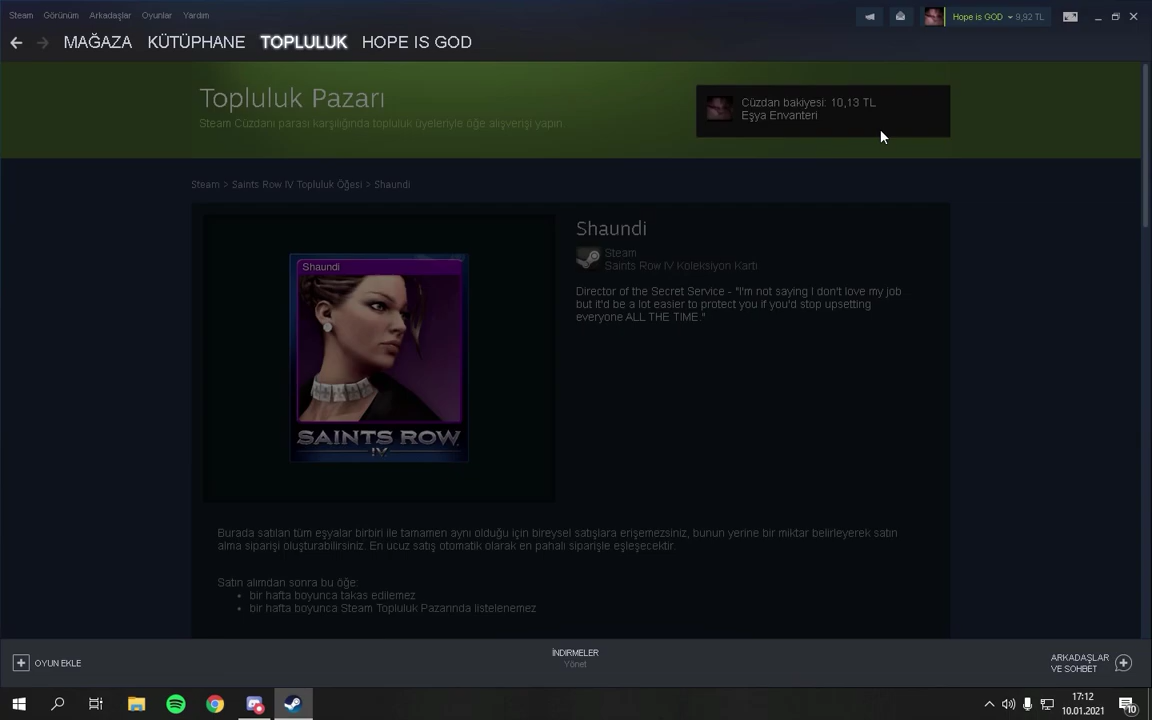 Steam Görünüm Arkadaşlar Oyunlar Yardım
Hope is GOD 9,92 TL
MAĞAZA KÜTÜPHANE TOPLULUK HOPE IS GOD
Topluluk Pazarı
Steam Cüzdanı parası karşılığında topluluk üyeleriyle öğe alışverişi yapın.
Cüzdan bakiyesi: 10,13 TL
Eşya Envanteri
Steam > Saints Row IV Topluluk Öğesi > Shaundi
Shaundi
SAINTS ROW
IV
Shaundi
Steam
Saints Row IV Koleksiyon Kartı
Director of the Secret Service - "I'm not saying I don't love my job
but it'd be a lot easier to protect you if you'd stop upsetting
everyone ALL THE TIME."
Burada satılan tüm eşyalar birbiri ile tamamen aynı olduğu için bireysel satışlara erişemezsiniz, bunun yerine bir miktar belirleyerek satın
alma siparişi oluşturabilirsiniz. En ucuz satış otomatik olarak en pahalı siparişle eşleşecektir.
Satın alımdan sonra bu öğe:
• bir hafta boyunca takas edilemez
• bir hafta boyunca Steam Topluluk Pazarında listelenemez
OYUN EKLE
İNDİRMELER
Yönet
ARKADAŞLAR
VE SOHBET
17:12
10.01.2021
10